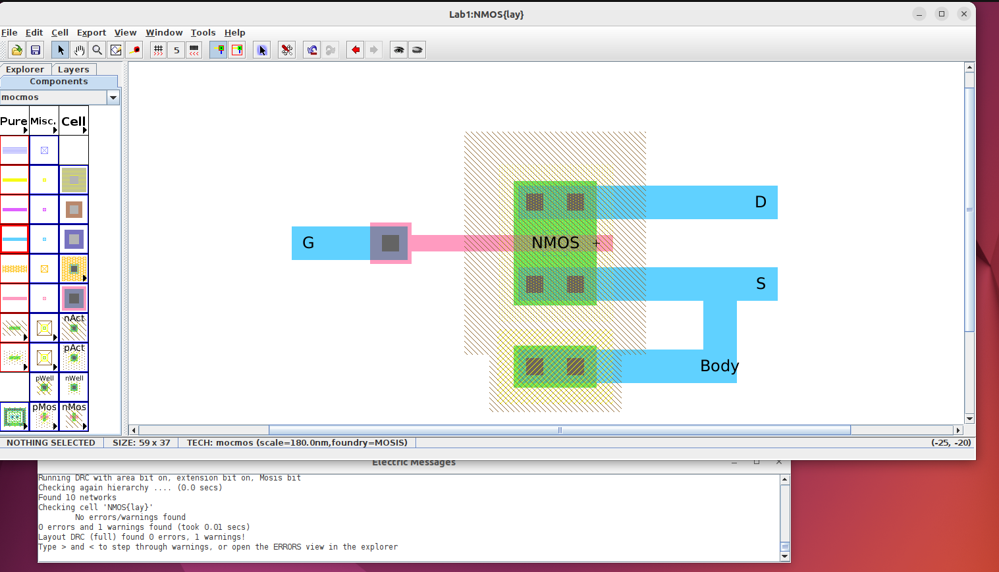 Lab1:NMOS{lay}
File Edit Cell Export View Window Tools Help
5
Explorer Layers
Components
mocmos
Pure Misc. Cell
nAct
pAct
pWell nWell
pMos nMos
D
G
NMOS
S
Body
NOTHING SELECTED SIZE: 59 x 37 TECH: mocmos (scale=180.0nm,foundry=MOSIS) (-25, -20)
Electric Messages
Running DRC with area bit on, extension bit on, Mosis bit
Checking again hierarchy .... (0.0 secs)
Found 10 networks
Checking cell 'NMOS{lay}'
No errors/warnings found
0 errors and 1 warnings found (took 0.01 secs)
Layout DRC (full) found 0 errors, 1 warnings!
Type > and < to step through warnings, or open the ERRORS view in the explorer